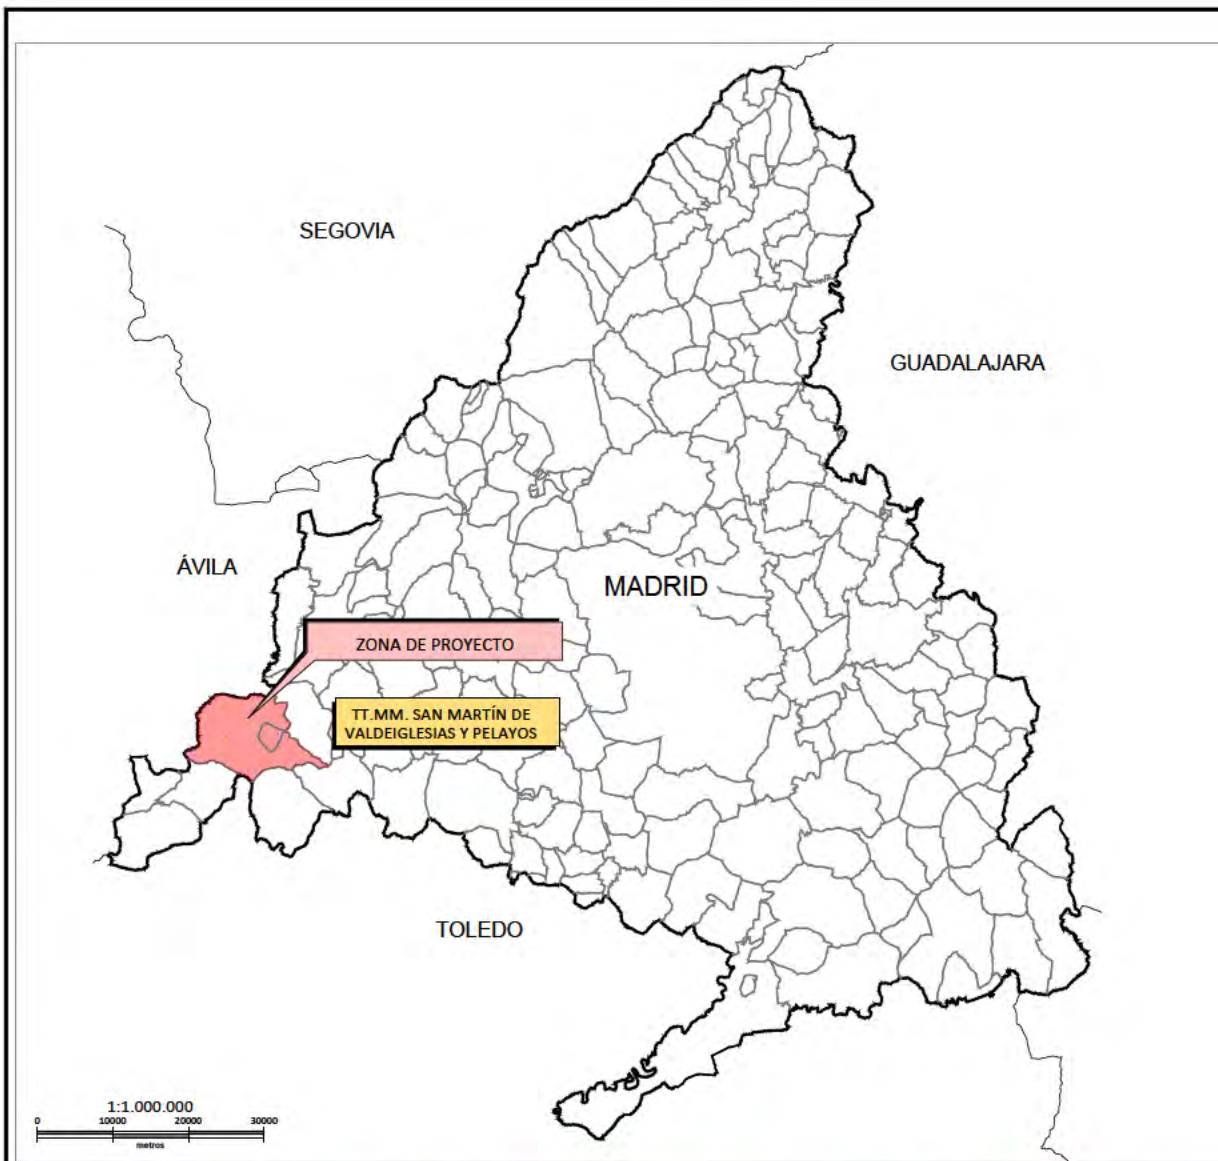 SEGOVIA
GUADALAJARA
ÁVILA
MADRID
ZONA DE PROYECTO
TT.MM. SAN MARTÍN DE
VALDEIGLESIAS Y PELAYOS
TOLEDO
1:1.000.000
0 10000 20000 30000
metros